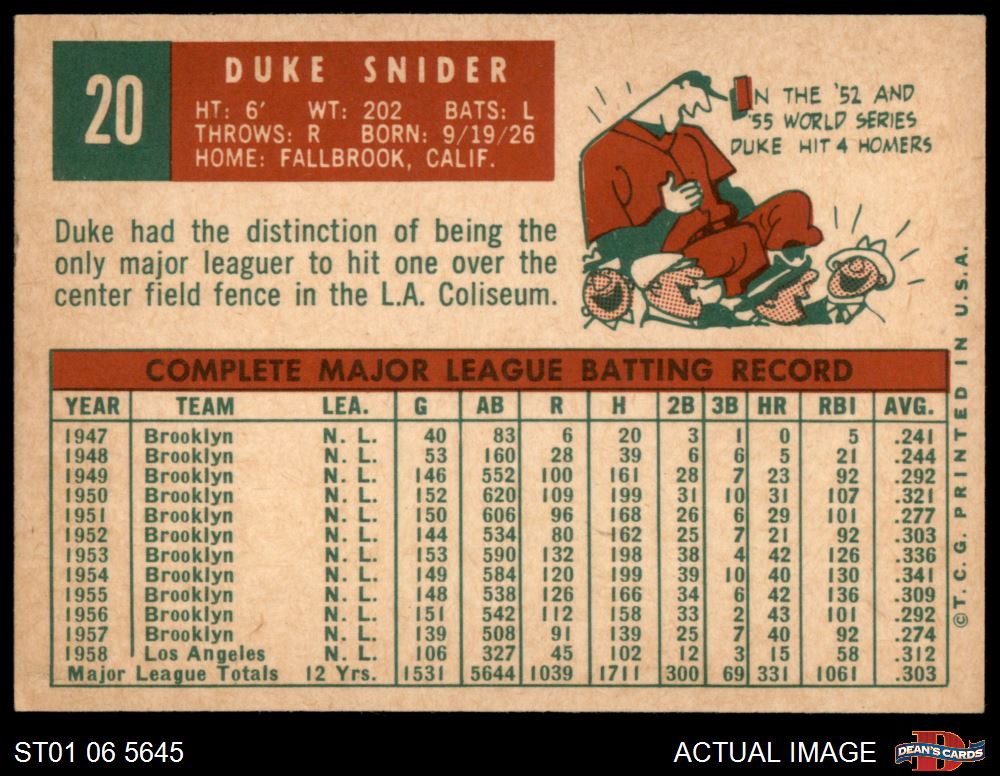 20
DUKE SNIDER
HT: 6' WT: 202 BATS: L
THROWS: R BORN: 9/19/26
HOME: FALLBROOK, CALIF.
IN THE '52 AND
'55 WORLD SERIES
DUKE HIT 4 HOMERS
Duke had the distinction of being the
only major leaguer to hit one over the
center field fence in the L.A. Coliseum.
COMPLETE MAJOR LEAGUE BATTING RECORD
YEAR TEAM LEA. G AB R H 2B 3B HR RBI AVG.
1947 Brooklyn N. L. 40 83 6 20 3 1 0 5 .241
1948 Brooklyn N. L. 53 160 28 39 6 6 5 21 .244
1949 Brooklyn N. L. 146 552 100 161 28 7 23 92 .292
1950 Brooklyn N. L. 152 620 109 199 31 10 31 107 .321
1951 Brooklyn N. L. 150 606 96 168 26 6 29 101 .277
1952 Brooklyn N. L. 144 534 80 162 25 7 21 92 .303
1953 Brooklyn N. L. 153 590 132 198 38 4 42 126 .336
1954 Brooklyn N. L. 149 584 120 199 39 10 40 130 .341
1955 Brooklyn N. L. 148 538 126 166 34 6 42 136 .309
1956 Brooklyn N. L. 151 542 112 158 33 2 43 101 .292
1957 Brooklyn N. L. 139 508 91 139 25 7 40 92 .274
1958 Los Angeles N. L. 106 327 45 102 12 3 15 58 .312
Major League Totals 12 Yrs. 1531 5644 1039 1711 300 69 331 1061 .303
©T. C. G. PRINTED IN U.S.A.
ST01 06 5645
ACTUAL IMAGE
D
DEAN'S CARDS